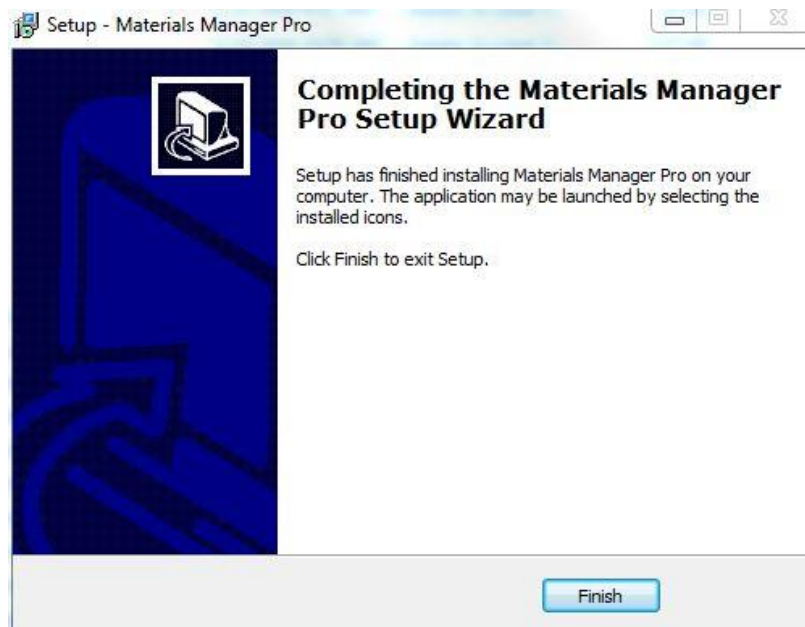 Setup - Materials Manager Pro
Completing the Materials Manager
Pro Setup Wizard
Setup has finished installing Materials Manager Pro on your
computer. The application may be launched by selecting the
installed icons.
Click Finish to exit Setup.
Finish